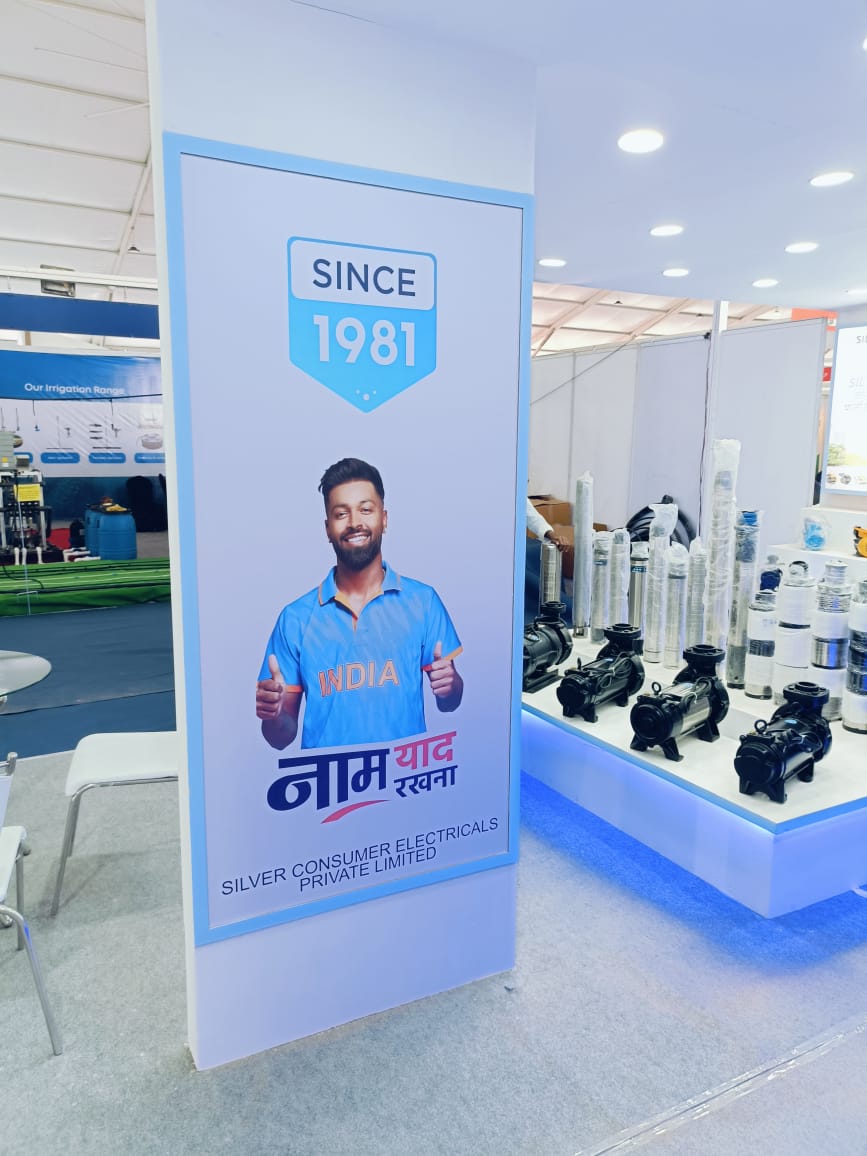 SINCE
1981
INDIA
नाम याद
रखना
SILVER CONSUMER ELECTRICALS
PRIVATE LIMITED
Our Irrigation Range